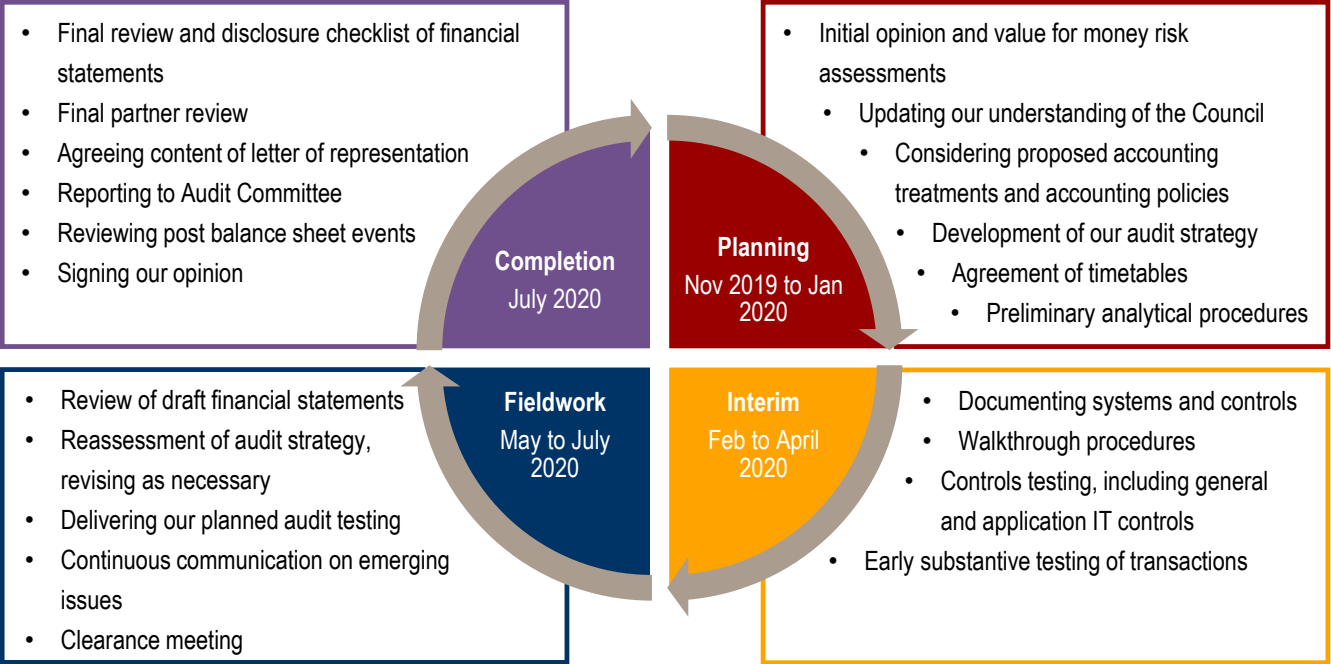 • Final review and disclosure checklist of financial
statements
• Final partner review
• Agreeing content of letter of representation
• Reporting to Audit Committee
• Reviewing post balance sheet events
• Signing our opinion
Completion
July 2020
• Initial opinion and value for money risk
assessments
• Updating our understanding of the Council
• Considering proposed accounting
treatments and accounting policies
• Development of our audit strategy
• Agreement of timetables
• Preliminary analytical procedures
Planning
Nov 2019 to Jan
2020
• Review of draft financial statements
• Reassessment of audit strategy,
revising as necessary
• Delivering our planned audit testing
• Continuous communication on emerging
issues
• Clearance meeting
Fieldwork
May to July
2020
Interim
Feb to April
2020
• Documenting systems and controls
• Walkthrough procedures
• Controls testing, including general
and application IT controls
• Early substantive testing of transactions